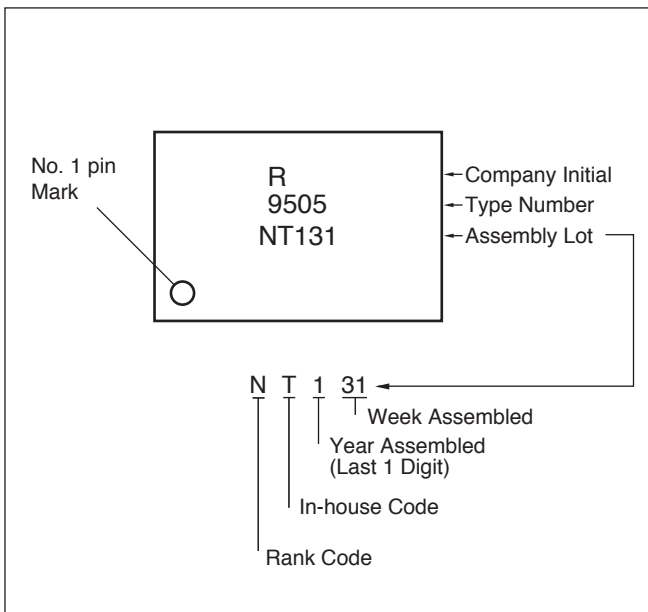 No. 1 pin
Mark
R
9505
NT131
Company Initial
Type Number
Assembly Lot
N T 1 31
Week Assembled
Year Assembled
(Last 1 Digit)
In-house Code
Rank Code